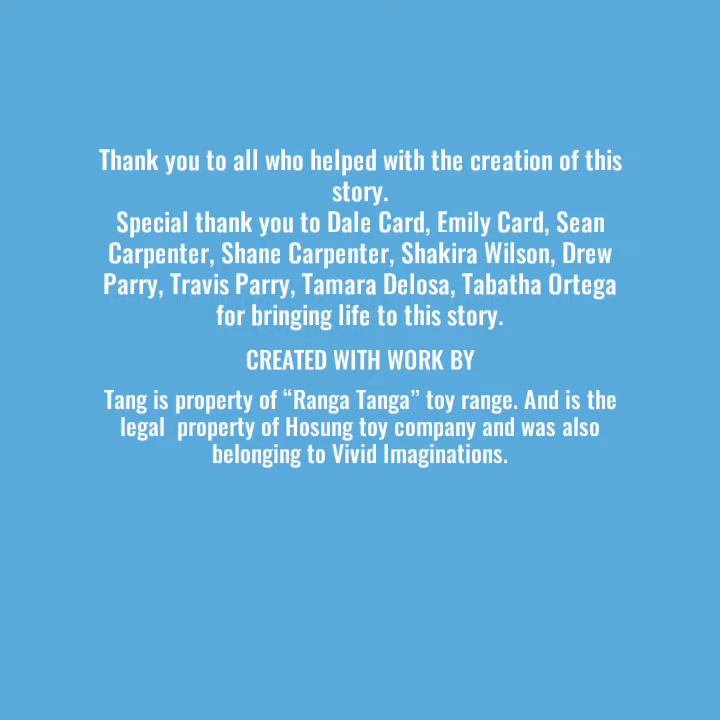 Thank you to all who helped with the creation of this
story.
Special thank you to Dale Card, Emily Card, Sean
Carpenter, Shane Carpenter, Shakira Wilson, Drew
Parry, Travis Parry, Tamara Delosa, Tabatha Ortega
for bringing life to this story.
CREATED WITH WORK BY
Tang is property of “Ranga Tanga” toy range. And is the
legal  property of Hosung toy company and was also
belonging to Vivid Imaginations.